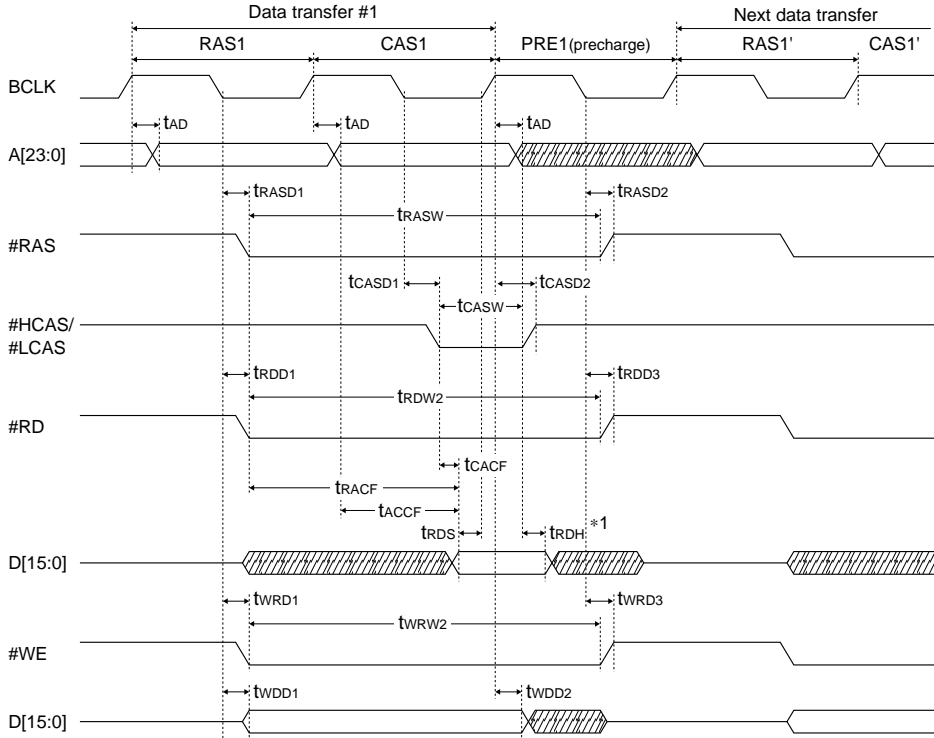 Data transfer #1 Next data transfer
RAS1 CAS1 PRE1(precharge) RAS1' CAS1'
BCLK
tAD tAD tAD
A[23:0]
tRASD1 tRASD2
tRASW
#RAS
tCASD1 tCASD2
tCASW
#HCAS/
#LCAS
tRDD1 tRDD3
tRDW2
#RD
tCACF
tRACF
tACCF
tRDS tRDH *1
D[15:0]
tWRD1 tWRD3
tWRW2
#WE
tWDD1 tWDD2
D[15:0]